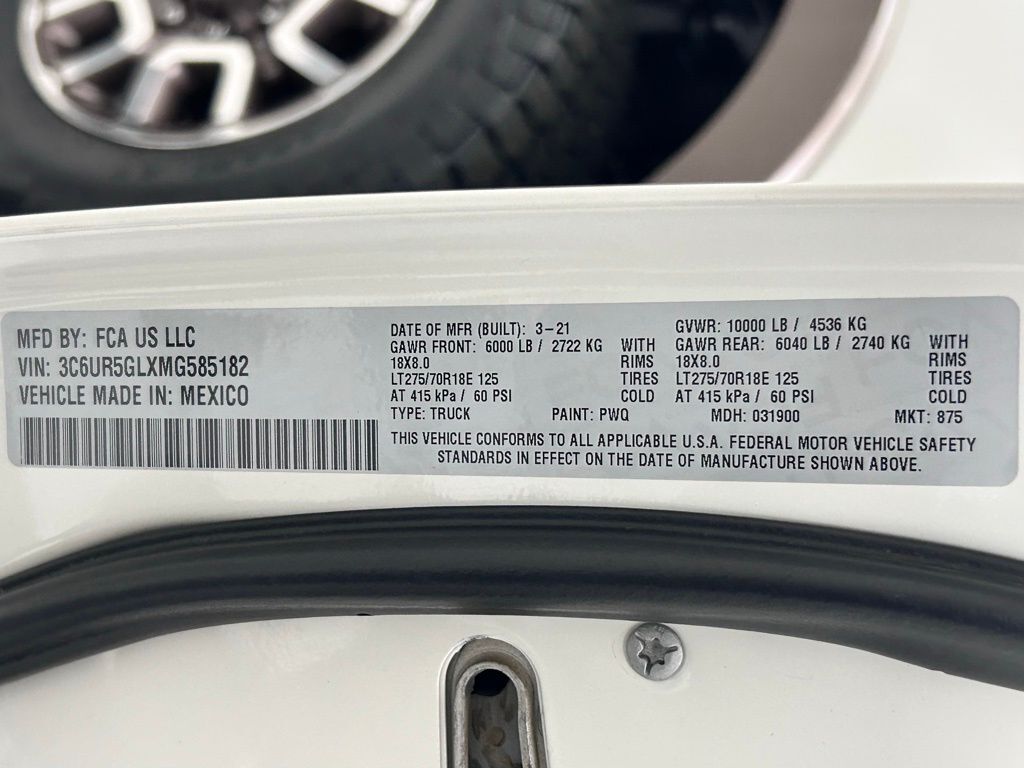 MFD BY: FCA US LLC
VIN: 3C6UR5GLXMG585182
VEHICLE MADE IN: MEXICO
DATE OF MFR (BUILT): 3-21
GAWR FRONT: 6000 LB / 2722 KG WITH
18X8.0 RIMS
LT275/70R18E 125 TIRES
AT 415 kPa / 60 PSI COLD
GVWR: 10000 LB / 4536 KG
GAWR REAR: 6040 LB / 2740 KG WITH
18X8.0 RIMS
LT275/70R18E 125 TIRES
AT 415 kPa / 60 PSI COLD
TYPE: TRUCK PAINT: PWQ MDH: 031900 MKT: 875
THIS VEHICLE CONFORMS TO ALL APPLICABLE U.S.A. FEDERAL MOTOR VEHICLE SAFETY
STANDARDS IN EFFECT ON THE DATE OF MANUFACTURE SHOWN ABOVE.